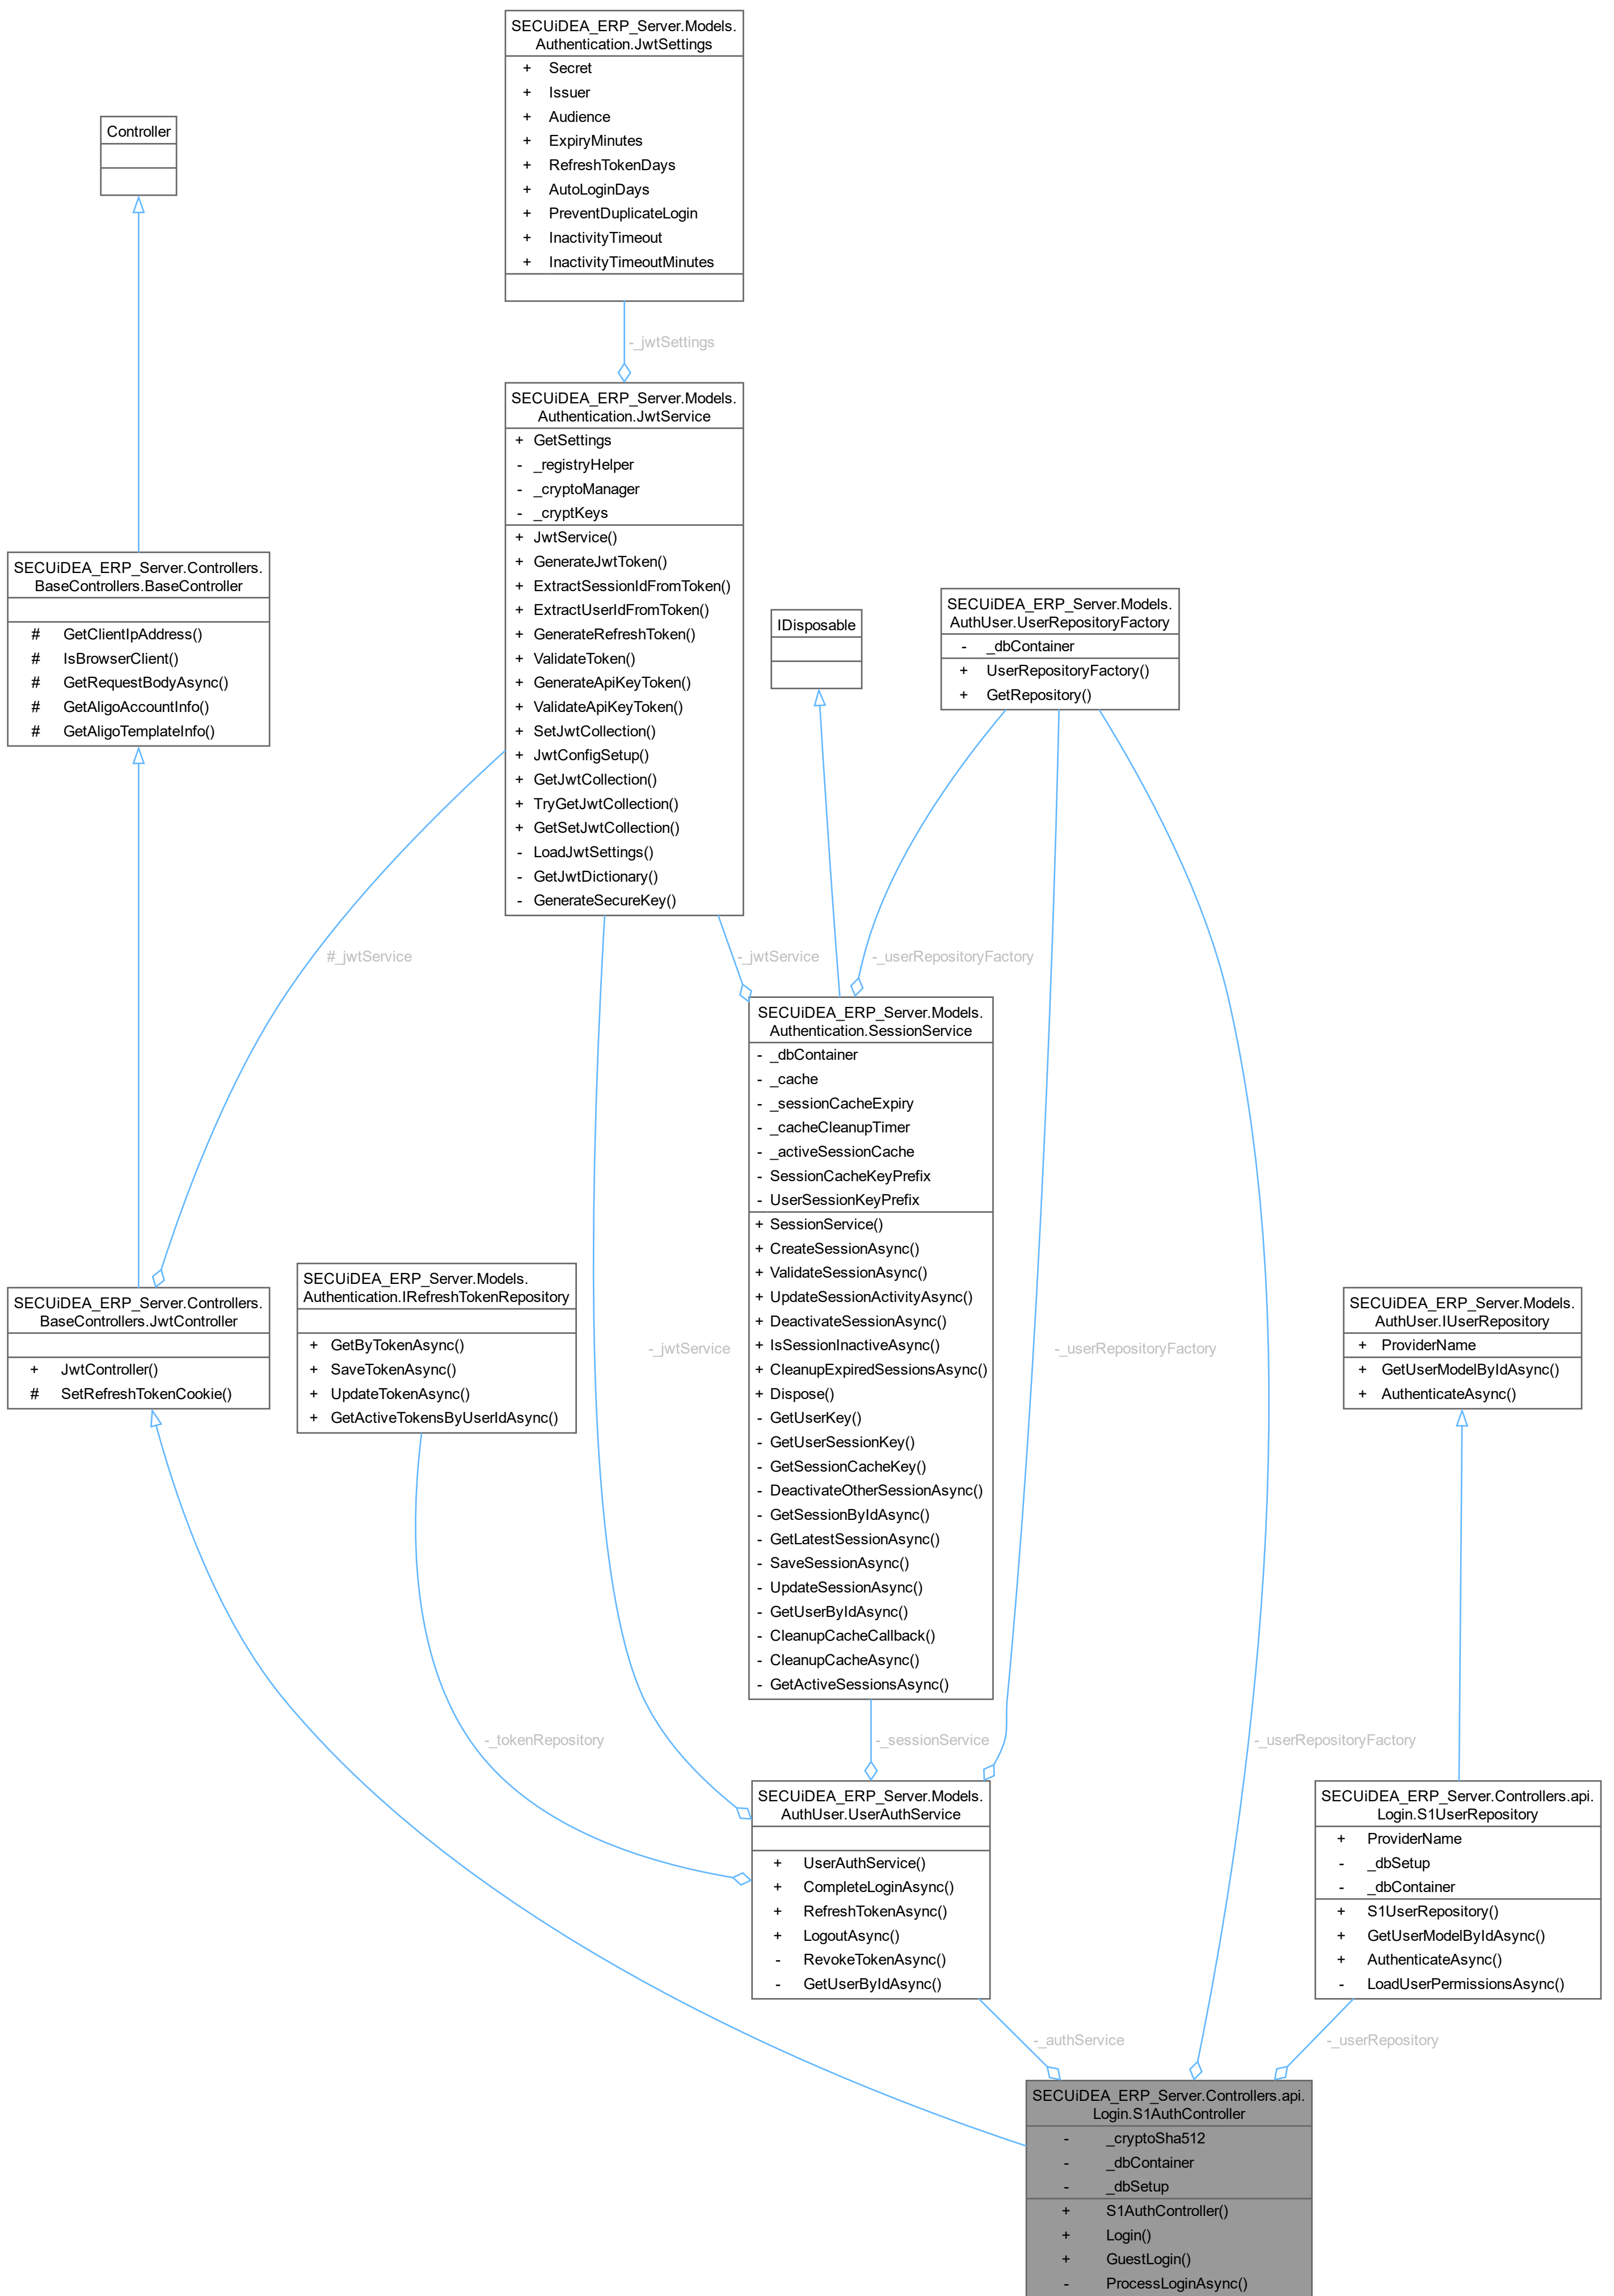 SECUiDEA_ERP_Server.Models.
Authentication.JwtSettings
+ Secret
+ Issuer
+ Audience
+ ExpiryMinutes
+ RefreshTokenDays
+ AutoLoginDays
+ PreventDuplicateLogin
+ InactivityTimeout
+ InactivityTimeoutMinutes
Controller
-_jwtSettings
SECUiDEA_ERP_Server.Models.
Authentication.JwtService
+ GetSettings
- _registryHelper
- _cryptoManager
- _cryptKeys
+ JwtService()
+ GenerateJwtToken()
+ ExtractSessionIdFromToken()
+ ExtractUserIdFromToken()
+ GenerateRefreshToken()
+ ValidateToken()
+ GenerateApiKeyToken()
+ ValidateApiKeyToken()
+ SetJwtCollection()
+ JwtConfigSetup()
+ GetJwtCollection()
+ TryGetJwtCollection()
+ GetSetJwtCollection()
- LoadJwtSettings()
- GetJwtDictionary()
- GenerateSecureKey()
SECUiDEA_ERP_Server.Controllers.
BaseControllers.BaseController
# GetClientIpAddress()
# IsBrowserClient()
# GetRequestBodyAsync()
# GetAligoAccountInfo()
# GetAligoTemplateInfo()
IDisposable
SECUiDEA_ERP_Server.Models.
AuthUser.UserRepositoryFactory
- _dbContainer
+ UserRepositoryFactory()
+ GetRepository()
#_jwtService
-_jwtService
-_userRepositoryFactory
SECUiDEA_ERP_Server.Models.
Authentication.SessionService
- _dbContainer
- _cache
- _sessionCacheExpiry
- _cacheCleanupTimer
- _activeSessionCache
- SessionCacheKeyPrefix
- UserSessionKeyPrefix
+ SessionService()
+ CreateSessionAsync()
+ ValidateSessionAsync()
+ UpdateSessionActivityAsync()
+ DeactivateSessionAsync()
+ IsSessionInactiveAsync()
+ CleanupExpiredSessionsAsync()
+ Dispose()
- GetUserKey()
- GetUserSessionKey()
- GetSessionCacheKey()
- DeactivateOtherSessionAsync()
- GetSessionByIdAsync()
- GetLatestSessionAsync()
- SaveSessionAsync()
- UpdateSessionAsync()
- GetUserByIdAsync()
- CleanupCacheCallback()
- CleanupCacheAsync()
- GetActiveSessionsAsync()
SECUiDEA_ERP_Server.Controllers.
BaseControllers.JwtController
+ JwtController()
# SetRefreshTokenCookie()
SECUiDEA_ERP_Server.Models.
Authentication.IRefreshTokenRepository
+ GetByTokenAsync()
+ SaveTokenAsync()
+ UpdateTokenAsync()
+ GetActiveTokensByUserIdAsync()
-_jwtService
-_userRepositoryFactory
SECUiDEA_ERP_Server.Models.
AuthUser.IUserRepository
+ ProviderName
+ GetUserModelByIdAsync()
+ AuthenticateAsync()
-_tokenRepository
-_sessionService
-_userRepositoryFactory
SECUiDEA_ERP_Server.Models.
AuthUser.UserAuthService
+ UserAuthService()
+ CompleteLoginAsync()
+ RefreshTokenAsync()
+ LogoutAsync()
- RevokeTokenAsync()
- GetUserByIdAsync()
SECUiDEA_ERP_Server.Controllers.api.
Login.S1UserRepository
+ ProviderName
- _dbSetup
- _dbContainer
+ S1UserRepository()
+ GetUserModelByIdAsync()
+ AuthenticateAsync()
- LoadUserPermissionsAsync()
-_authService
-_userRepository
SECUiDEA_ERP_Server.Controllers.api.
Login.S1AuthController
- _cryptoSha512
- _dbContainer
- _dbSetup
+ S1AuthController()
+ Login()
+ GuestLogin()
- ProcessLoginAsync()